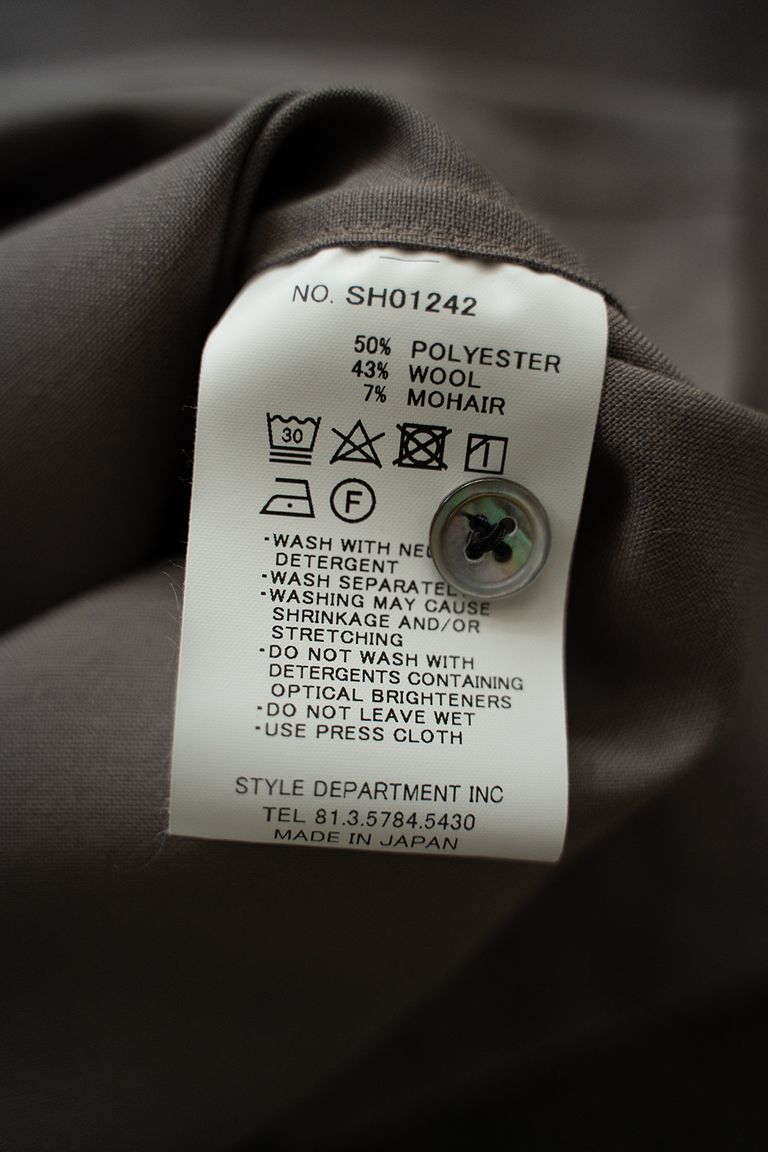 NO. SH01242
50% POLYESTER
43% WOOL
7% MOHAIR
30
F
-WASH WITH
DETERGENT
-WASH
-WASHING MAY CAUSE
SHRINKAGE AND/OR
STRETCHING
-DO NOT WASH WITH
DETERGENTS CONTAINING
OPTICAL BRIGHTENERS
-DO NOT LEAVE WET
-USE PRESS CLOTH
STYLE DEPARTMENT INC
TEL 81.3.5784.5430
MADE IN JAPAN